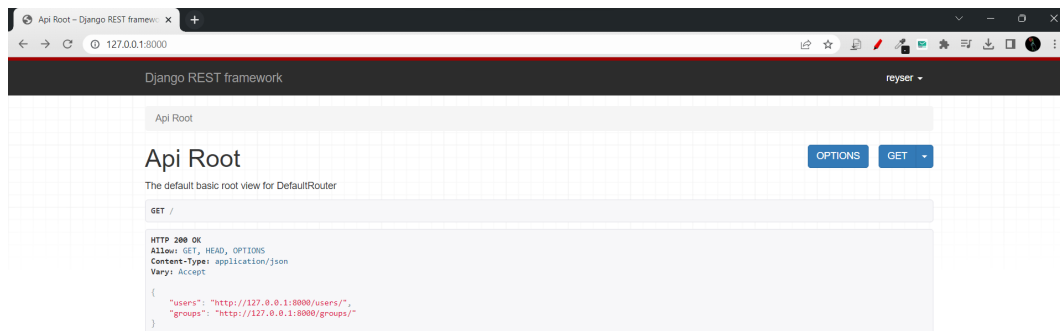 Api Root – Django REST framewo
127.0.0.1:8000
Django REST framework
reyser
Api Root
Api Root
OPTIONS
GET
The default basic root view for DefaultRouter
GET /
HTTP 200 OK
Allow: GET, HEAD, OPTIONS
Content-Type: application/json
Vary: Accept
{
"users": "http://127.0.0.1:8000/users/",
"groups": "http://127.0.0.1:8000/groups/"
}